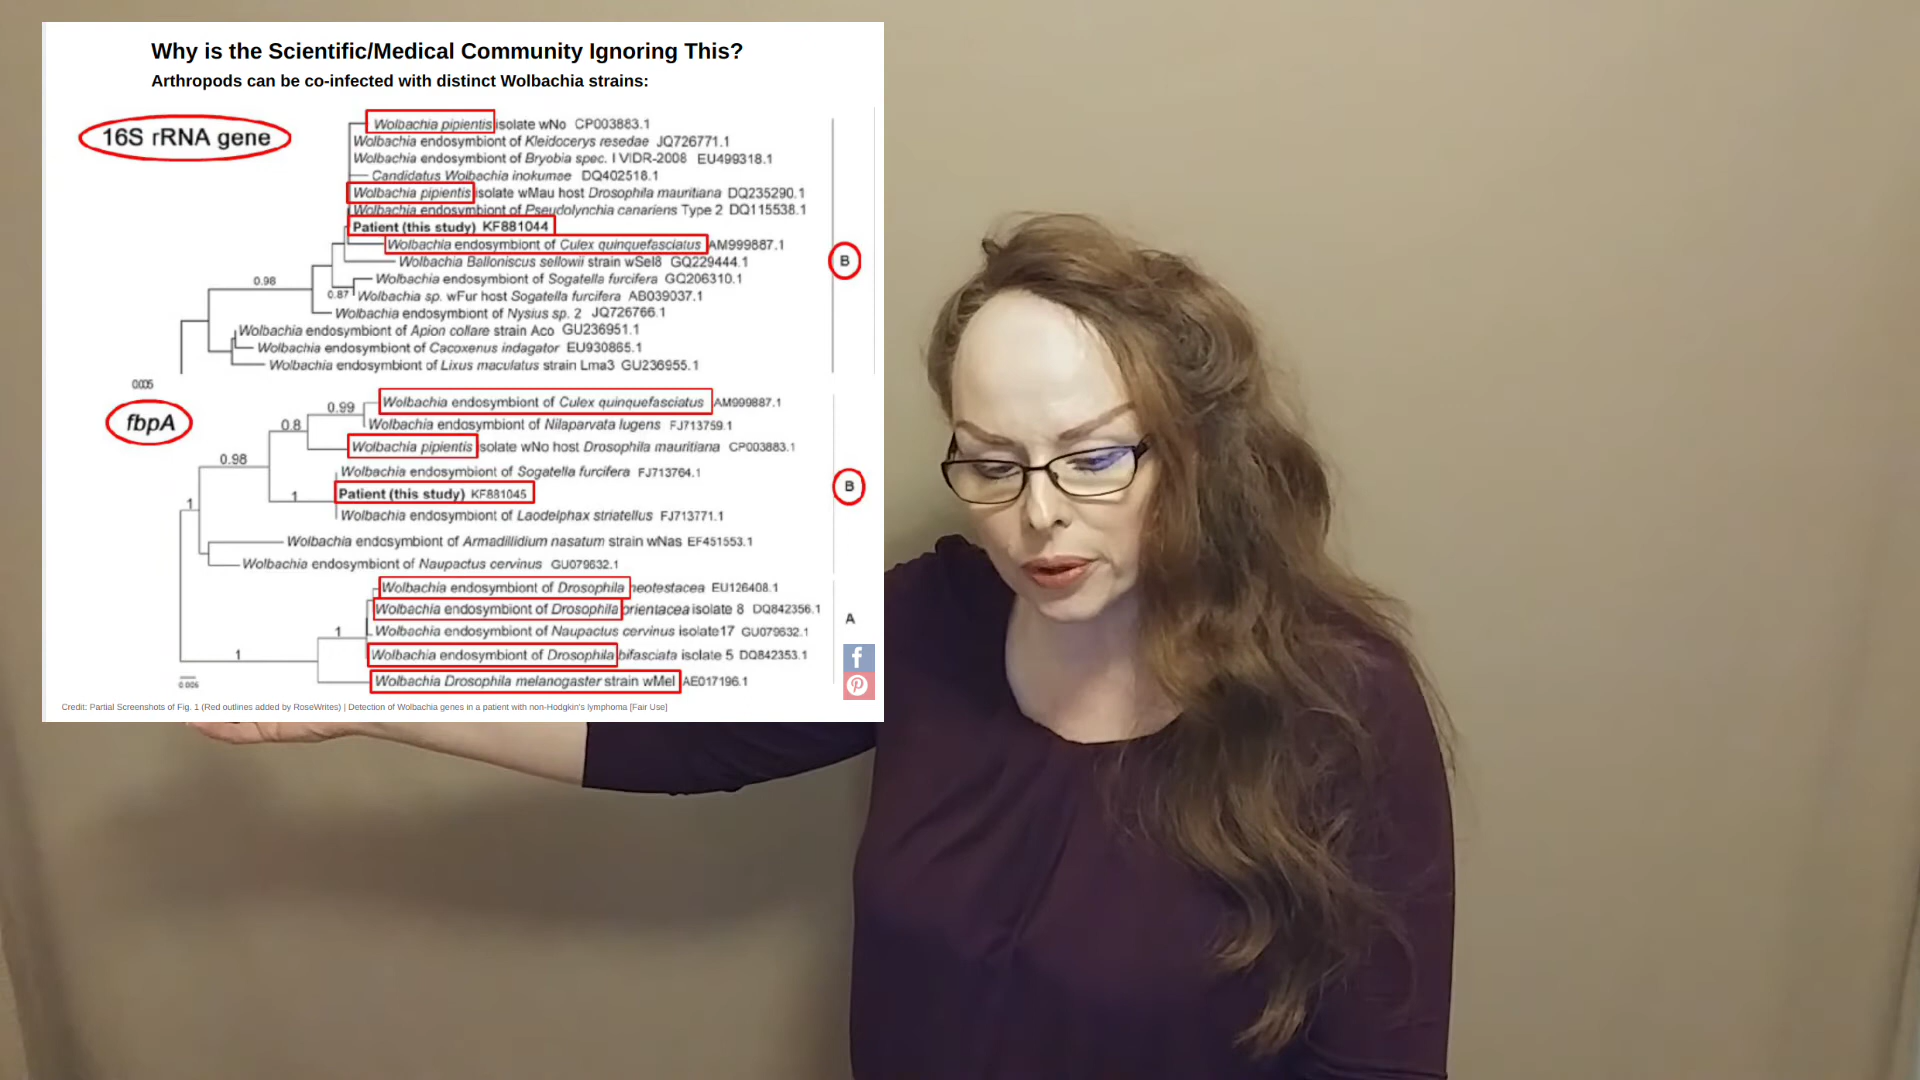 Why is the Scientific/Medical Community Ignoring This?
Arthropods can be co-infected with distinct Wolbachia strains:
16S rRNA gene
Wolbachia pipientis isolate wNo CP003883.1
Wolbachia endosymbiont of Kleidocerys resedae JQ726771.1
Wolbachia endosymbiont of Bryobia spec. I VIDR-2008 EU499318.1
Candidatus Wolbachia inokumae DQ402518.1
Wolbachia pipientis isolate wMau host Drosophila mauritiana DQ235290.1
Wolbachia endosymbiont of Pseudolynchia canariens Type 2 DQ115538.1
Patient (this study) KF881044
Wolbachia endosymbiont of Culex quinquefasciatus AM999887.1
B
Wolbachia Balloniscus sellowii strain wSel8 GQ229444.1
0.98
Wolbachia endosymbiont of Sogatella furcifera GQ206310.1
0.87
Wolbachia sp. wFur host Sogatella furcifera AB039037.1
Wolbachia endosymbiont of Nysius sp. 2 JQ726766.1
Wolbachia endosymbiont of Apion collare strain Aco GU236951.1
Wolbachia endosymbiont of Cacoxenus indagator EU930865.1
Wolbachia endosymbiont of Lixus maculatus strain Lma3 GU236955.1
0.005
fbpA
0.99
Wolbachia endosymbiont of Culex quinquefasciatus AM999887.1
0.8
Wolbachia endosymbiont of Nilaparvata lugens FJ713759.1
Wolbachia pipientis isolate wNo host Drosophila mauritiana CP003883.1
0.98
Wolbachia endosymbiont of Sogatella furcifera FJ713764.1
1
Patient (this study) KF881045
B
1
Wolbachia endosymbiont of Laodelphax striatellus FJ713771.1
Wolbachia endosymbiont of Armadillidium nasatum strain wNas EF451553.1
Wolbachia endosymbiont of Naupactus cervinus GU079632.1
Wolbachia endosymbiont of Drosophila neotestacea EU126408.1
Wolbachia endosymbiont of Drosophila orientacea isolate 8 DQ842356.1
A
1
Wolbachia endosymbiont of Naupactus cervinus isolate17 GU079632.1
1
Wolbachia endosymbiont of Drosophila bifasciata isolate 5 DQ842353.1
Wolbachia Drosophila melanogaster strain wMel AE017196.1
0.005
Credit: Partial Screenshots of Fig. 1 (Red outlines added by RoseWrites) | Detection of Wolbachia genes in a patient with non-Hodgkin's lymphoma [Fair Use]